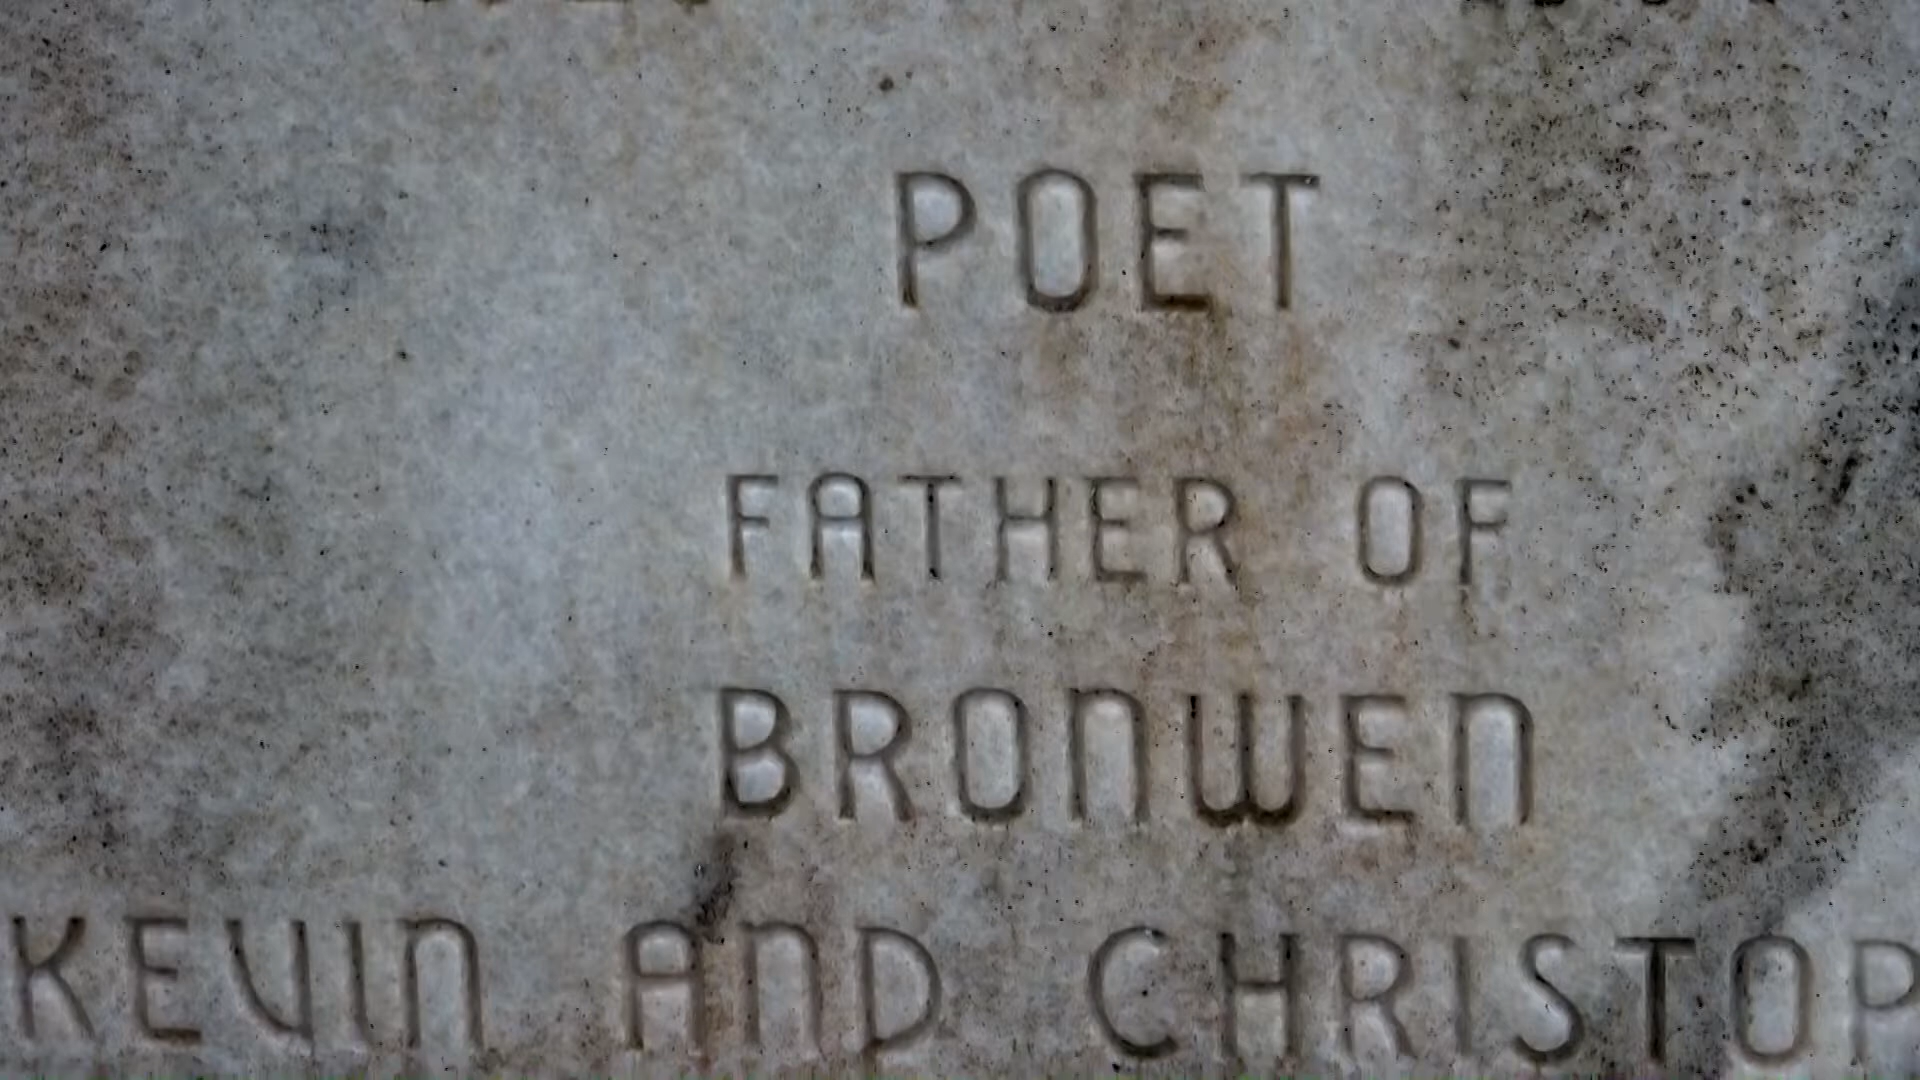 POET
FATHER OF
BRONWEN
KEVIN AND CHRISTOP